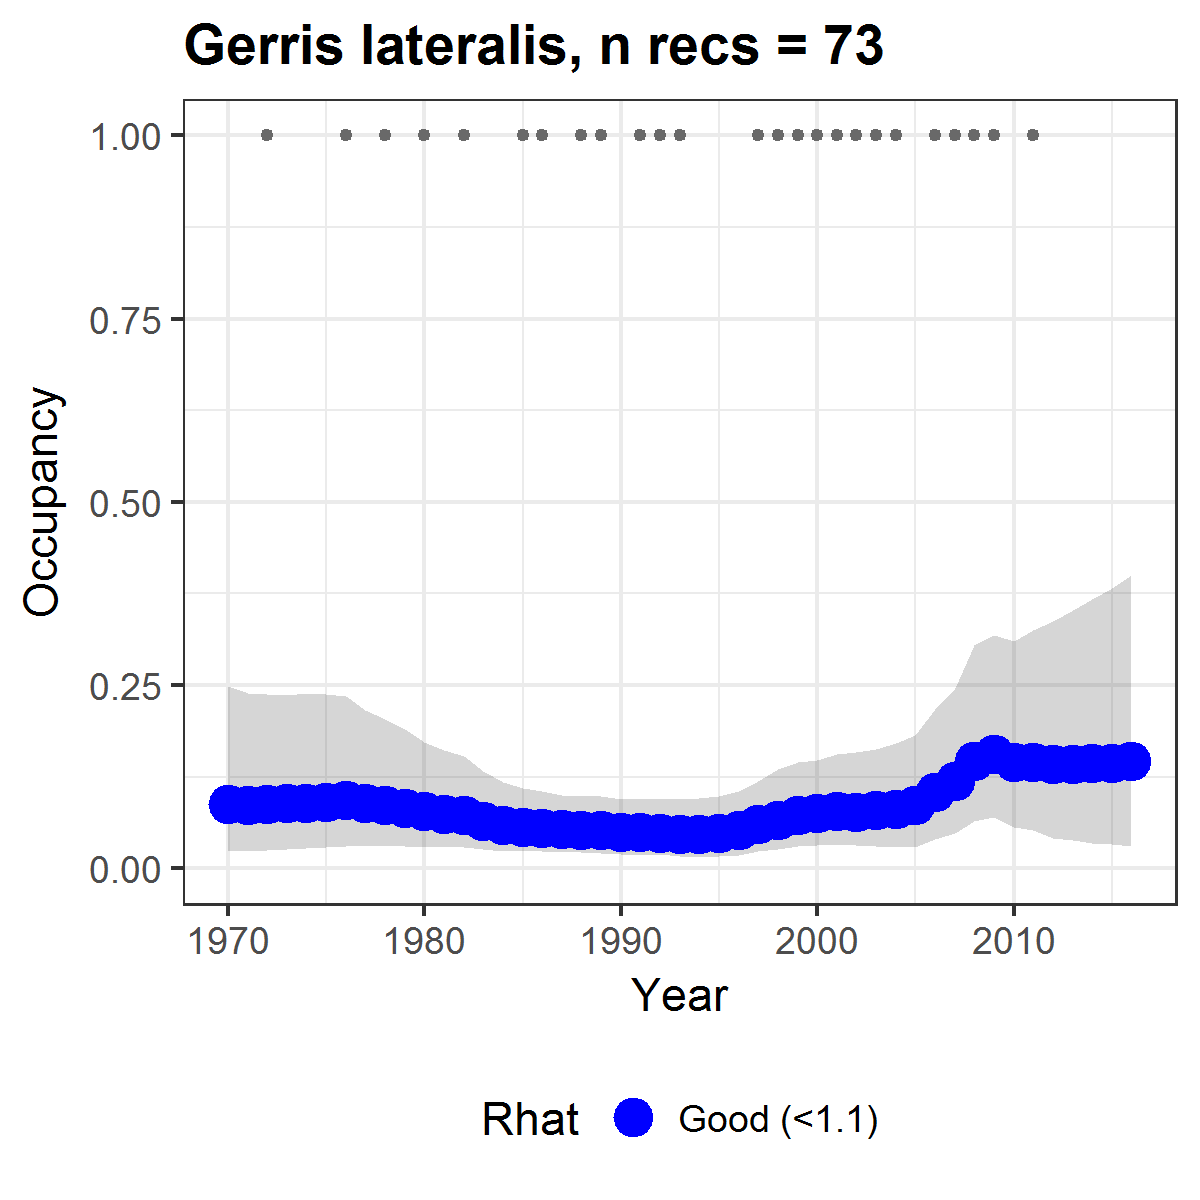 Gerris lateralis, n recs = 73
1.00
0.75
0.50
0.25
0.00
Occupancy
1970 1980 1990 2000 2010
Year
Rhat Good (<1.1)